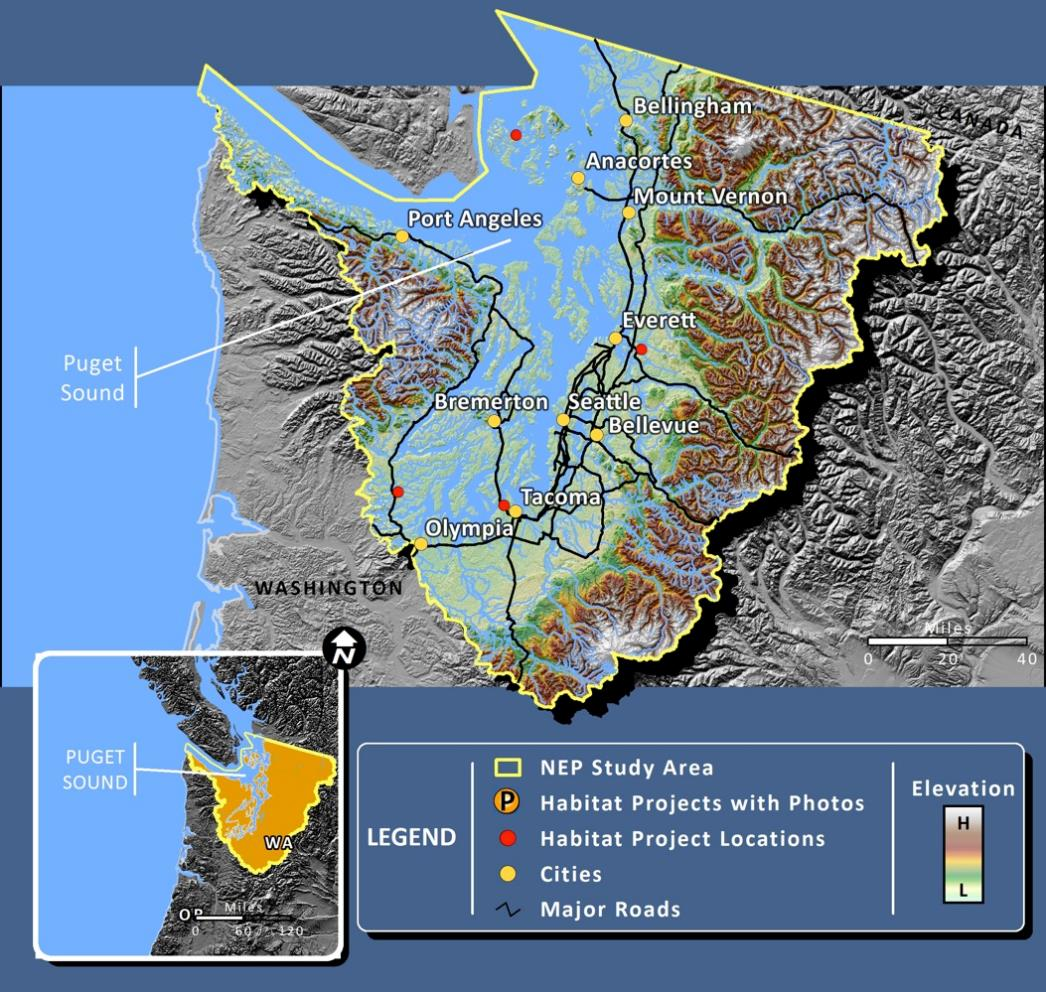 CANADA
Bellingham
Anacortes
Mount Vernon
Port Angeles
Everett
Puget
Sound
Bremerton
Seattle
Bellevue
Tacoma
Olympia
WASHINGTON
Miles
0 20 40
N
PUGET
SOUND
WA
OR
Miles
0 60 120
LEGEND
NEP Study Area
P
Habitat Projects with Photos
Habitat Project Locations
Cities
Major Roads
Elevation
H
L